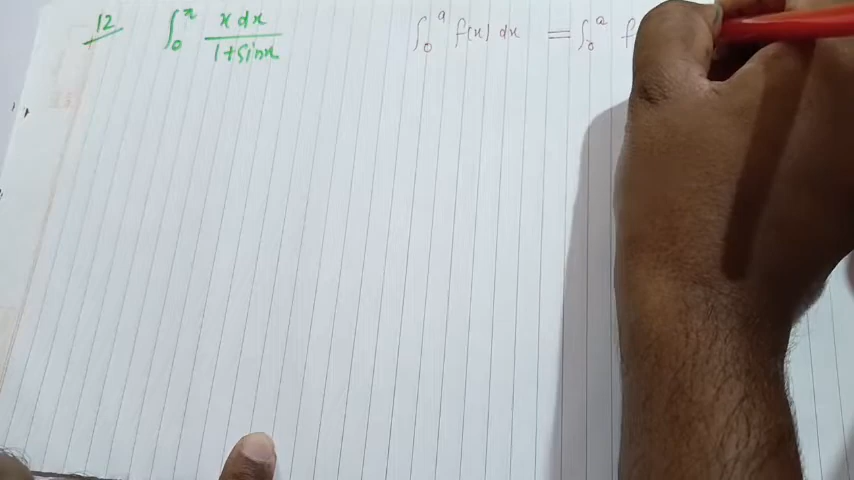 12 ∫₀^π x dx / 1+sinx
∫₀^a f(x) dx = ∫₀^a f